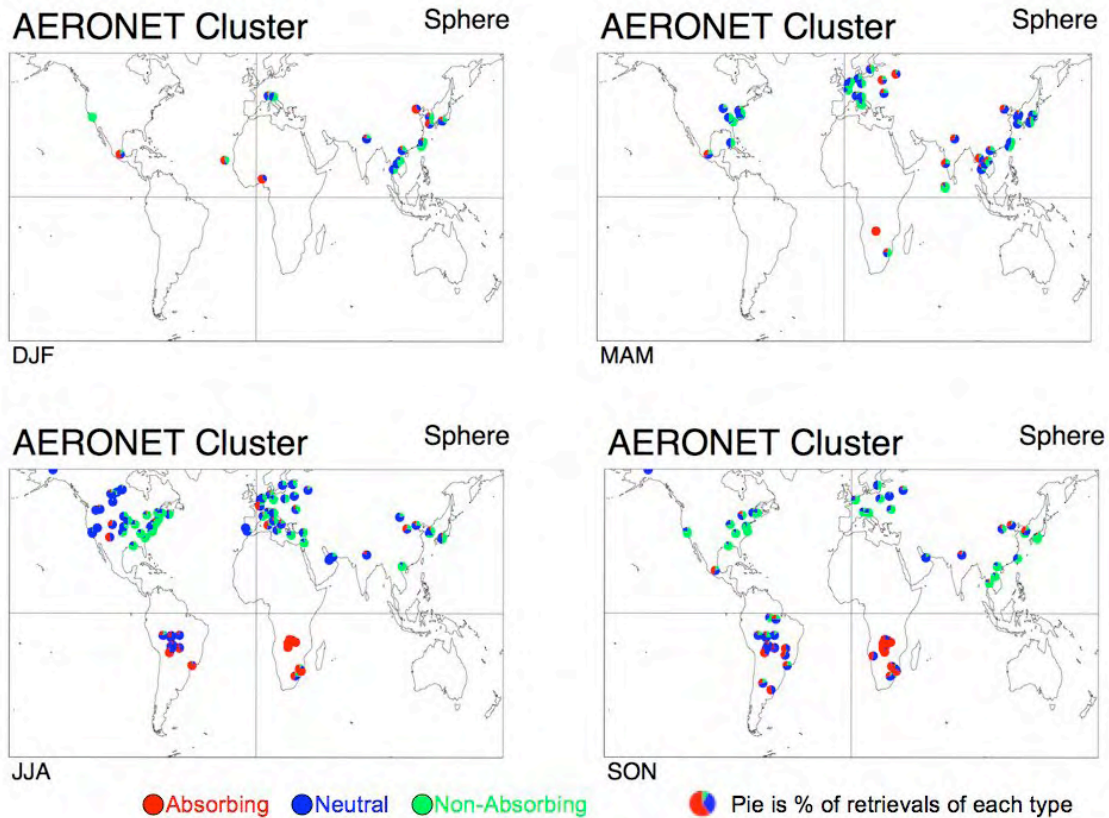 AERONET Cluster Sphere
DJF
AERONET Cluster Sphere
MAM
AERONET Cluster Sphere
JJA
AERONET Cluster Sphere
SON
Absorbing Neutral Non-Absorbing Pie is % of retrievals of each type